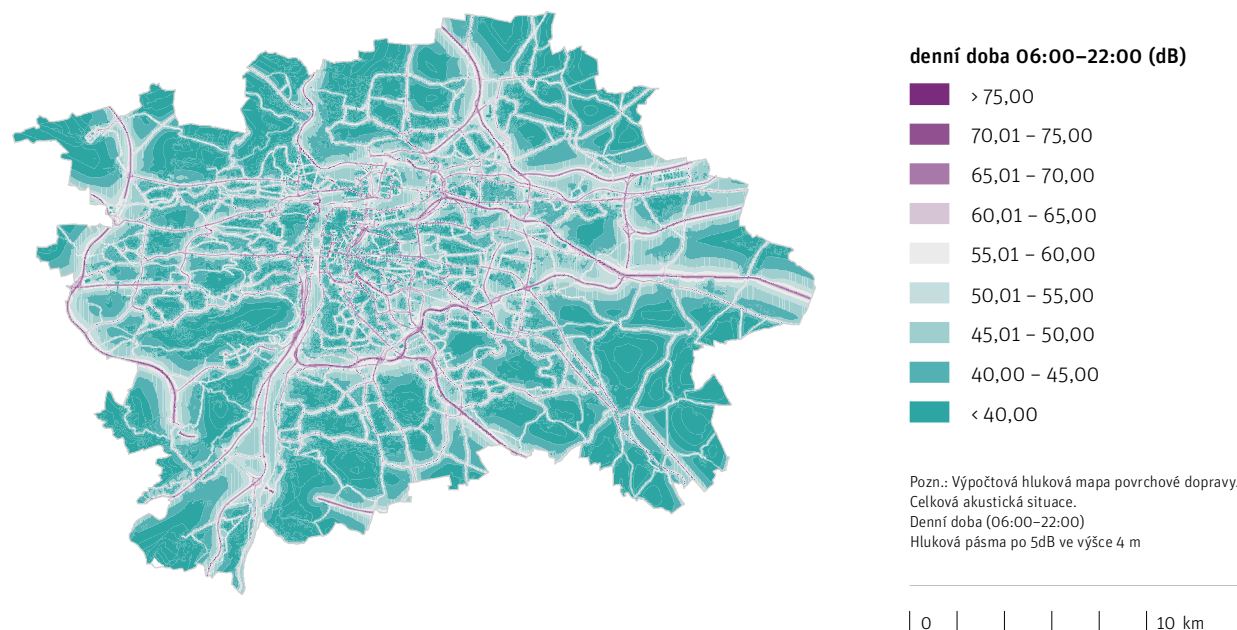 denní doba 06:00–22:00 (dB)
> 75,00
70,01 – 75,00
65,01 – 70,00
60,01 – 65,00
55,01 – 60,00
50,01 – 55,00
45,01 – 50,00
40,00 – 45,00
< 40,00
Pozn.: Výpočtová hluková mapa povrchové dopravy.
Celková akustická situace.
Denní doba (06:00–22:00)
Hluková pásma po 5dB ve výšce 4 m
0 10 km